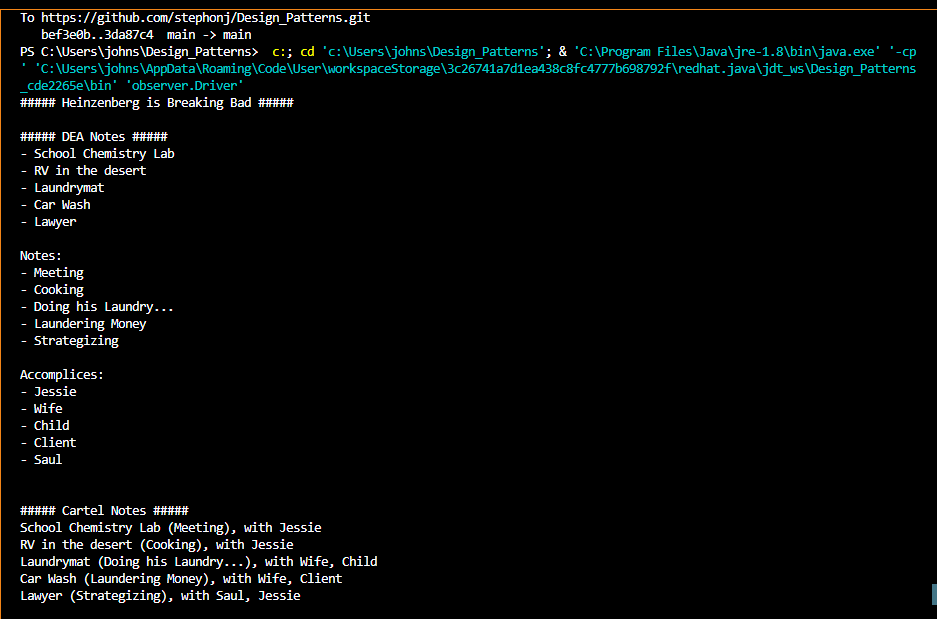 To https://github.com/stephonj/Design_Patterns.git
bef3e0b..3da87c4  main -> main
PS C:\Users\johns\Design_Patterns>  c:; cd 'c:\Users\johns\Design_Patterns'; & 'C:\Program Files\Java\jre-1.8\bin\java.exe' '-cp
' 'C:\Users\johns\AppData\Roaming\Code\User\workspaceStorage\3c26741a7d1ea438c8fc4777b698792f\redhat.java\jdt_ws\Design_Patterns
_cde2265e\bin' 'observer.Driver'
##### Heinzenberg is Breaking Bad #####
##### DEA Notes #####
- School Chemistry Lab
- RV in the desert
- Laundrymat
- Car Wash
- Lawyer
Notes:
- Meeting
- Cooking
- Doing his Laundry...
- Laundering Money
- Strategizing
Accomplices:
- Jessie
- Wife
- Child
- Client
- Saul
##### Cartel Notes #####
School Chemistry Lab (Meeting), with Jessie
RV in the desert (Cooking), with Jessie
Laundrymat (Doing his Laundry...), with Wife, Child
Car Wash (Laundering Money), with Wife, Client
Lawyer (Strategizing), with Saul, Jessie